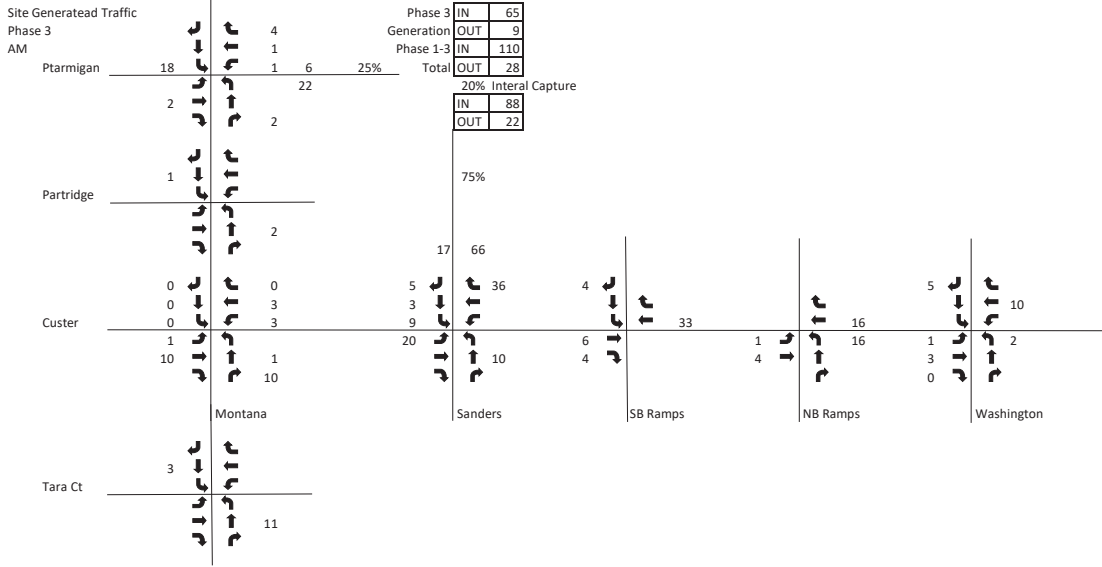 Site Generatead Traffic
Phase 3 IN 65
Phase 3
4
Generation OUT 9
AM
1
Phase 1-3 IN 110
Ptarmigan 18
1 6 25%
Total OUT 28
22
20% Interal Capture
2
IN 88
2
OUT 22
1
75%
Partridge
2
17 66
0 0 5 36 4 5
0 3 3 10
Custer 0 3 9 33 16
1 20 6 1 16 1 2
10 1 10 4 4 3
10 0
Montana Sanders SB Ramps NB Ramps Washington
3
Tara Ct
11